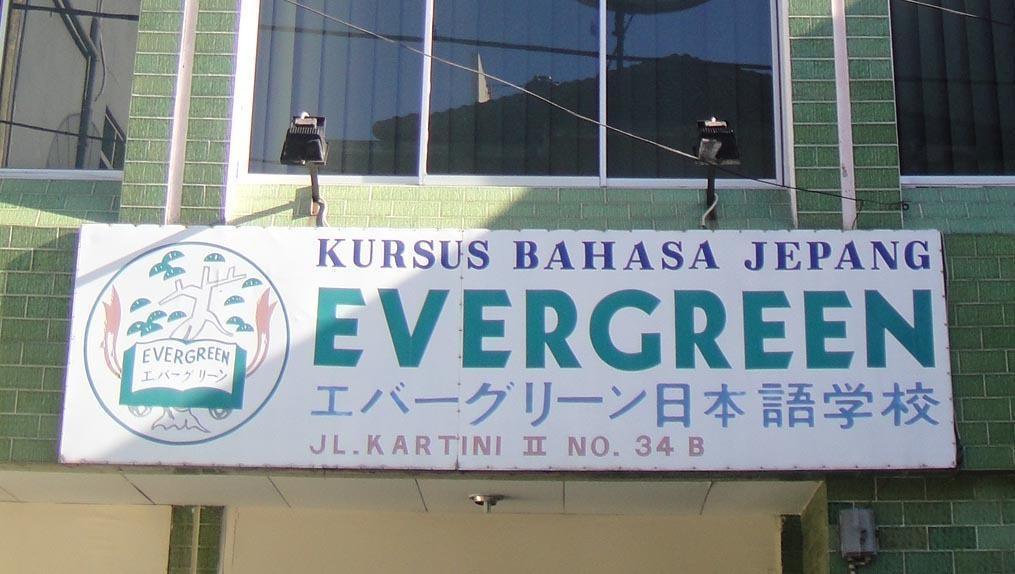 EVERGREEN
エバーグリーン
KURSUS BAHASA JEPANG
EVERGREEN
エバーグリーン日本語学校
JL.KARTINI II NO. 34 B